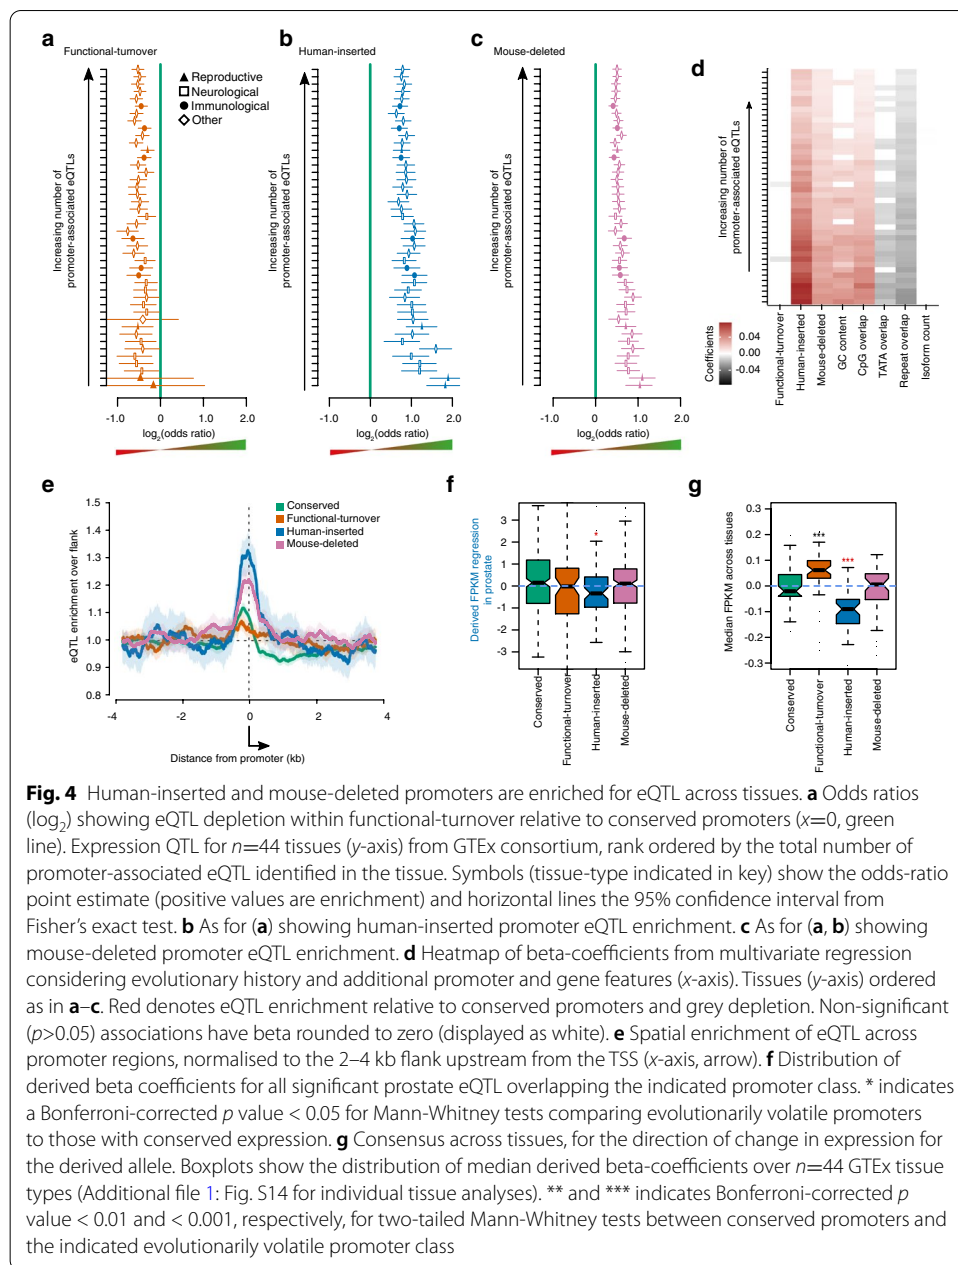 a
Functional-turnover
Increasing number of
promoter-associated eQTLs
Reproductive
Neurological
Immunological
Other
-1.0 0 1.0 2.0
log2(odds ratio)
b
Human-inserted
Increasing number of
promoter-associated eQTLs
-1.0 0 1.0 2.0
log2(odds ratio)
c
Mouse-deleted
Increasing number of
promoter-associated eQTLs
-1.0 0 1.0 2.0
log2(odds ratio)
d
Increasing number of
promoter-associated eQTLs
Coefficients
0.04
0.00
-0.04
Functional-turnover
Human-inserted
Mouse-deleted
GC content
CpG overlap
TATA overlap
Repeat overlap
Isoform count
e
eQTL enrichment over flank
1.5
1.4
1.3
1.2
1.1
1.0
0.9
0.8
Conserved
Functional-turnover
Human-inserted
Mouse-deleted
-4 -2 0 2 4
Distance from promoter (kb)
f
Derived FPKM regression
in prostate
3
2
1
0
-1
-2
-3
*
Conserved
Functional-turnover
Human-inserted
Mouse-deleted
g
Median FPKM across tissues
0.3
0.2
0.1
0.0
-0.1
-0.2
-0.3
***
***
Conserved
Functional-turnover
Human-inserted
Mouse-deleted
Fig. 4 Human-inserted and mouse-deleted promoters are enriched for eQTL across tissues. a Odds ratios
(log2) showing eQTL depletion within functional-turnover relative to conserved promoters (x=0, green
line). Expression QTL for n=44 tissues (y-axis) from GTEx consortium, rank ordered by the total number of
promoter-associated eQTL identified in the tissue. Symbols (tissue-type indicated in key) show the odds-ratio
point estimate (positive values are enrichment) and horizontal lines the 95% confidence interval from
Fisher's exact test. b As for (a) showing human-inserted promoter eQTL enrichment. c As for (a, b) showing
mouse-deleted promoter eQTL enrichment. d Heatmap of beta-coefficients from multivariate regression
considering evolutionary history and additional promoter and gene features (x-axis). Tissues (y-axis) ordered
as in a–c. Red denotes eQTL enrichment relative to conserved promoters and grey depletion. Non-significant
(p>0.05) associations have beta rounded to zero (displayed as white). e Spatial enrichment of eQTL across
promoter regions, normalised to the 2–4 kb flank upstream from the TSS (x-axis, arrow). f Distribution of
derived beta coefficients for all significant prostate eQTL overlapping the indicated promoter class. * indicates
a Bonferroni-corrected p value < 0.05 for Mann-Whitney tests comparing evolutionarily volatile promoters
to those with conserved expression. g Consensus across tissues, for the direction of change in expression for
the derived allele. Boxplots show the distribution of median derived beta-coefficients over n=44 GTEx tissue
types (Additional file 1: Fig. S14 for individual tissue analyses). ** and *** indicates Bonferroni-corrected p
value < 0.01 and < 0.001, respectively, for two-tailed Mann-Whitney tests between conserved promoters and
the indicated evolutionarily volatile promoter class